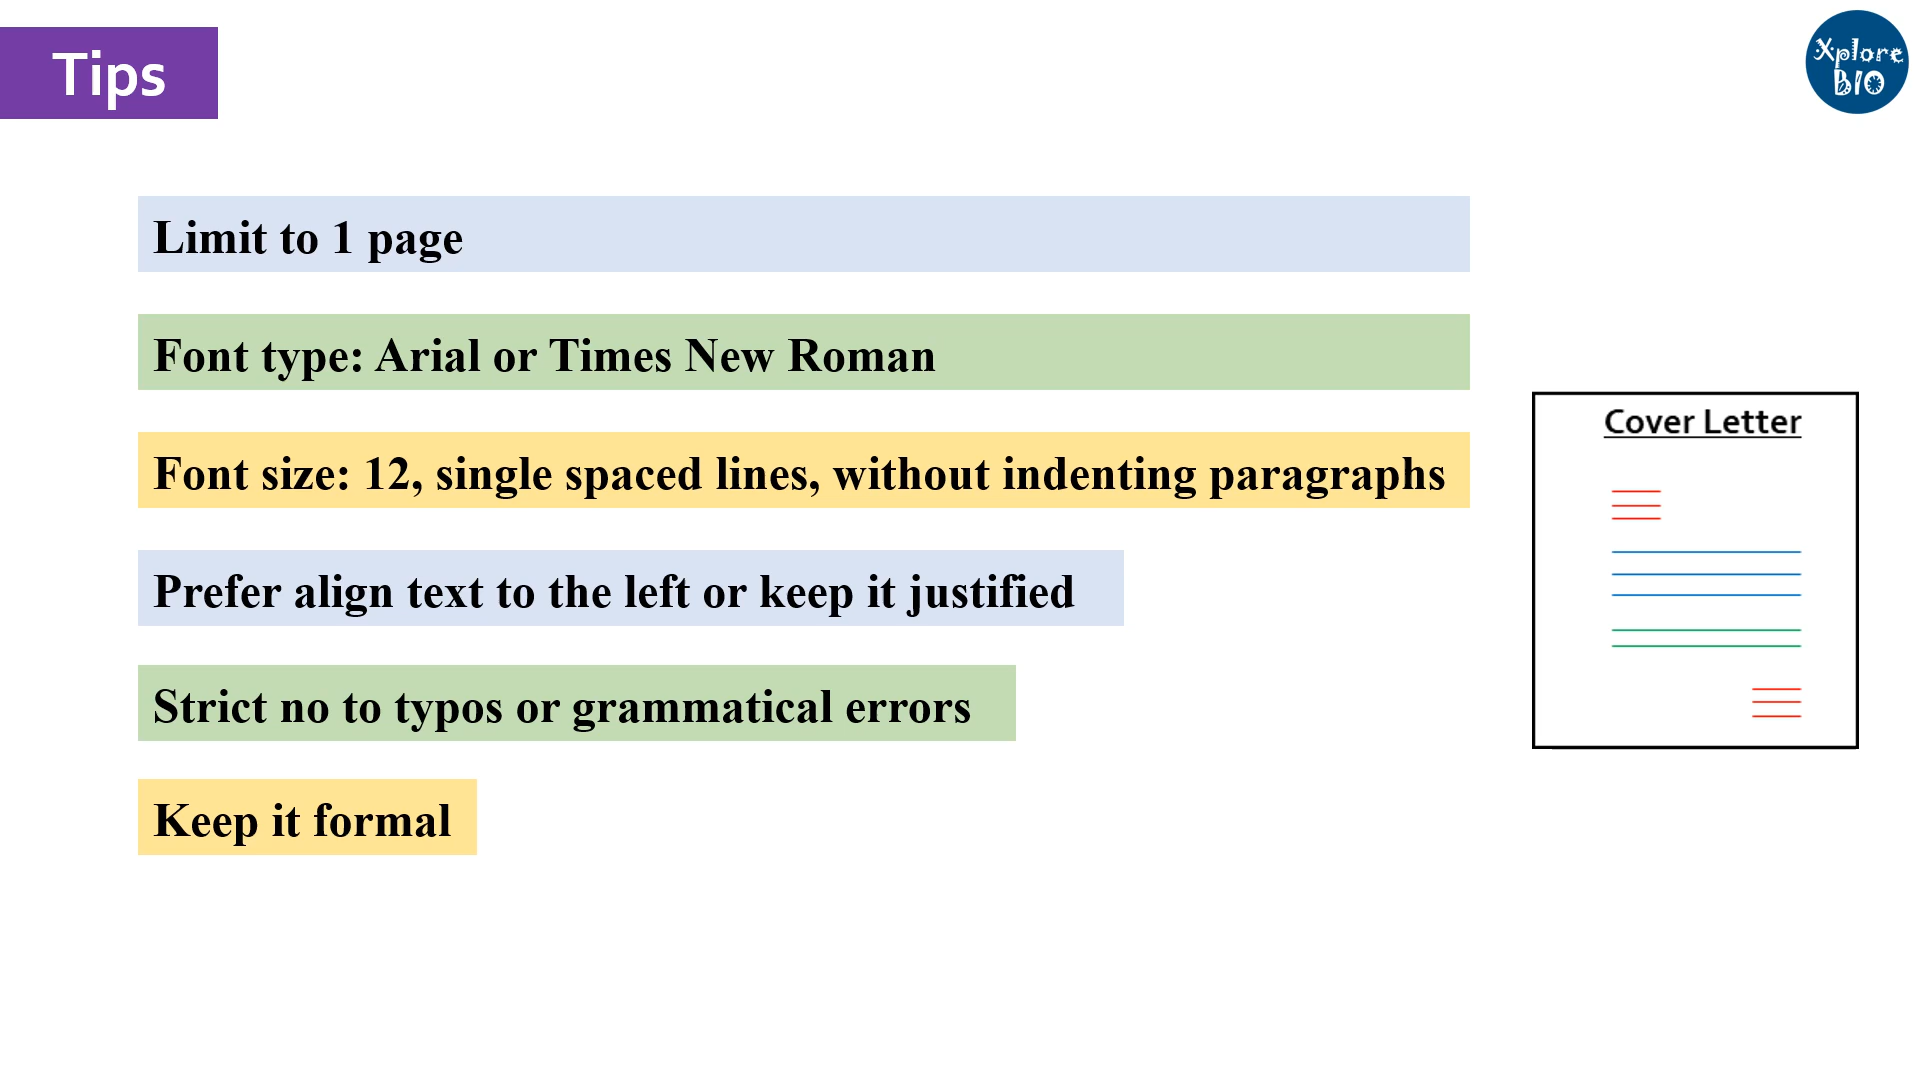 Tips
Xplore
BIO
Limit to 1 page
Font type: Arial or Times New Roman
Font size: 12, single spaced lines, without indenting paragraphs
Prefer align text to the left or keep it justified
Strict no to typos or grammatical errors
Keep it formal
Cover Letter